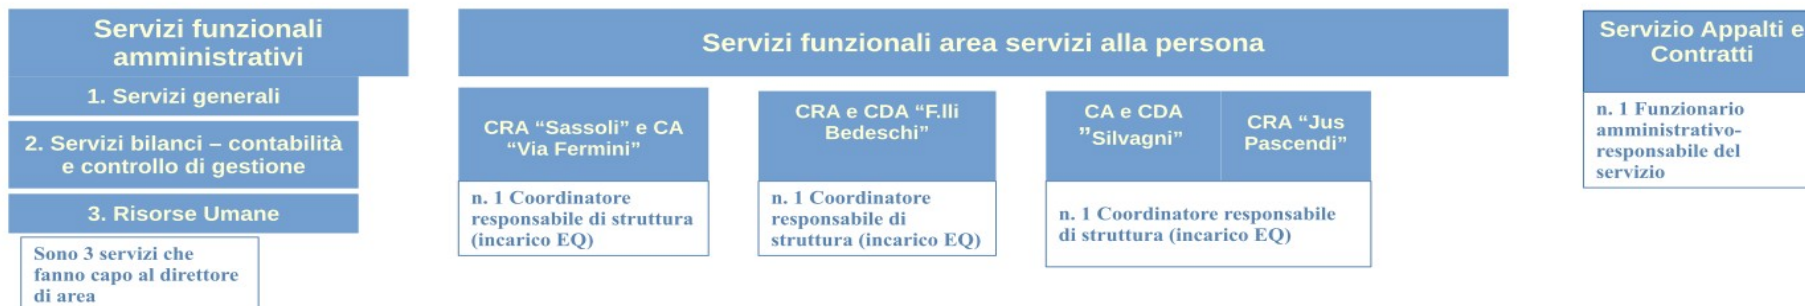 Servizi funzionali
amministrativi
1. Servizi generali
2. Servizi bilanci – contabilità
e controllo di gestione
3. Risorse Umane
Sono 3 servizi che
fanno capo al direttore
di area
Servizi funzionali area servizi alla persona
CRA “Sassoli” e CA
“Via Fermini”
n. 1 Coordinatore
responsabile di struttura
(incarico EQ)
CRA e CDA “F.lli
Bedeschi”
n. 1 Coordinatore
responsabile di
struttura (incarico EQ)
CA e CDA
”Silvagni”
CRA “Jus
Pascendi”
n. 1 Coordinatore responsabile
di struttura (incarico EQ)
Servizio Appalti e
Contratti
n. 1 Funzionario
amministrativo-
responsabile del
servizio